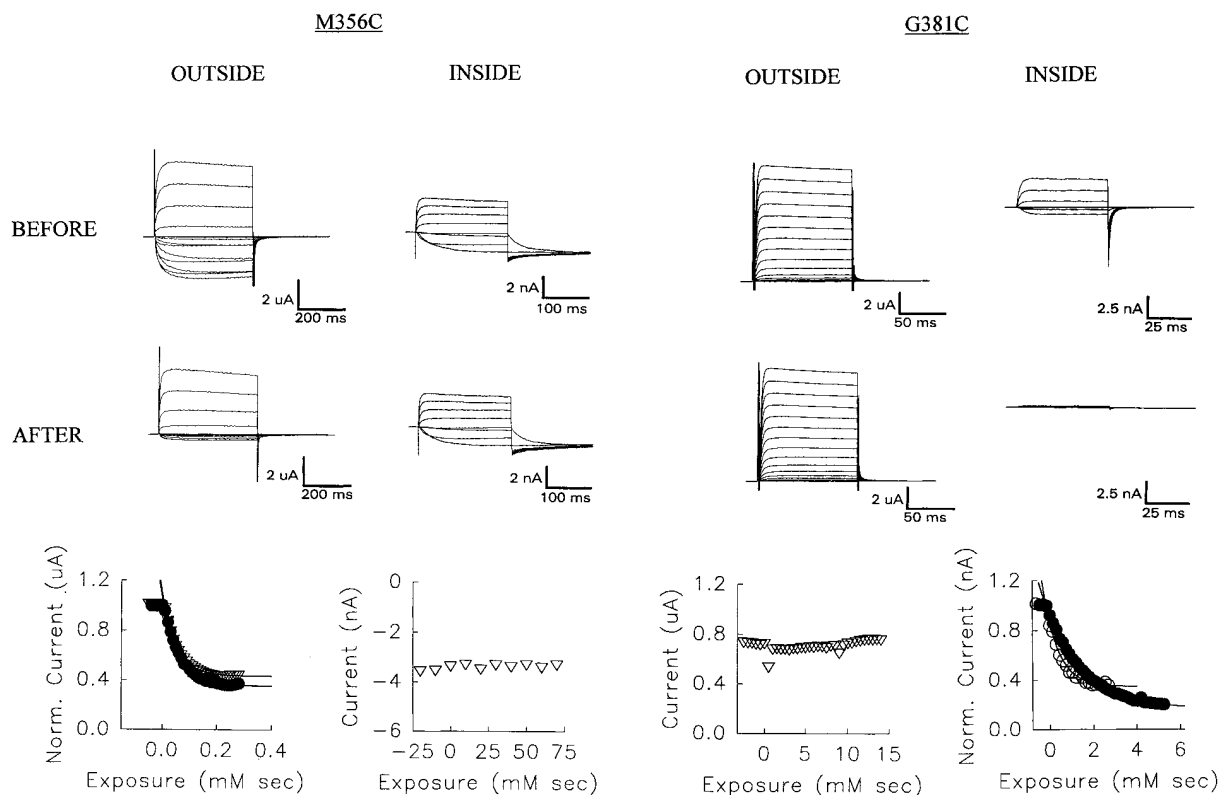 M356C
G381C
OUTSIDE
INSIDE
OUTSIDE
INSIDE
BEFORE
2 uA
200 ms
2 nA
100 ms
2 uA
50 ms
2.5 nA
25 ms
AFTER
2 uA
200 ms
2 nA
100 ms
2 uA
50 ms
2.5 nA
25 ms
Norm. Current (uA)
1.2
0.8
0.4
0.0
0.0
0.2
0.4
Exposure (mM sec)
Current (nA)
0
−2
−4
−6
−25
0
25
50
75
Exposure (mM sec)
Current (uA)
1.2
0.8
0.4
0.0
0
5
10
15
Exposure (mM sec)
Norm. Current (nA)
1.2
0.8
0.4
0.0
0
2
4
6
Exposure (mM sec)